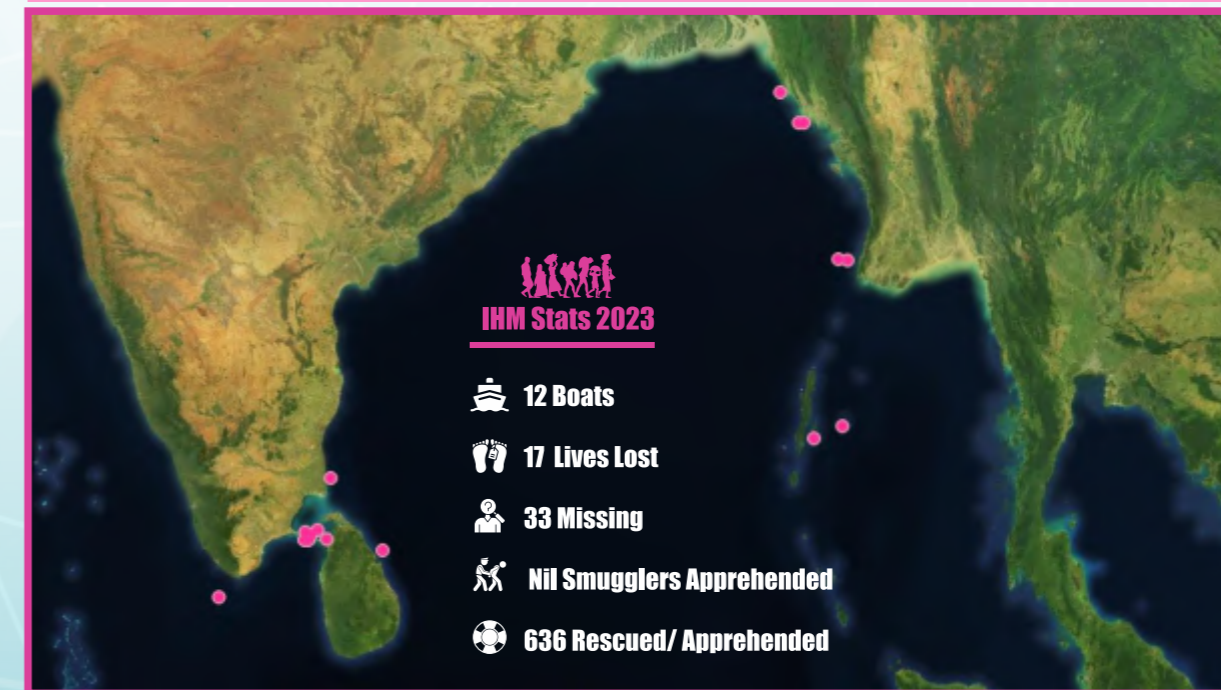 IHM Stats 2023
12 Boats
17 Lives Lost
33 Missing
Nil Smugglers Apprehended
636 Rescued/ Apprehended